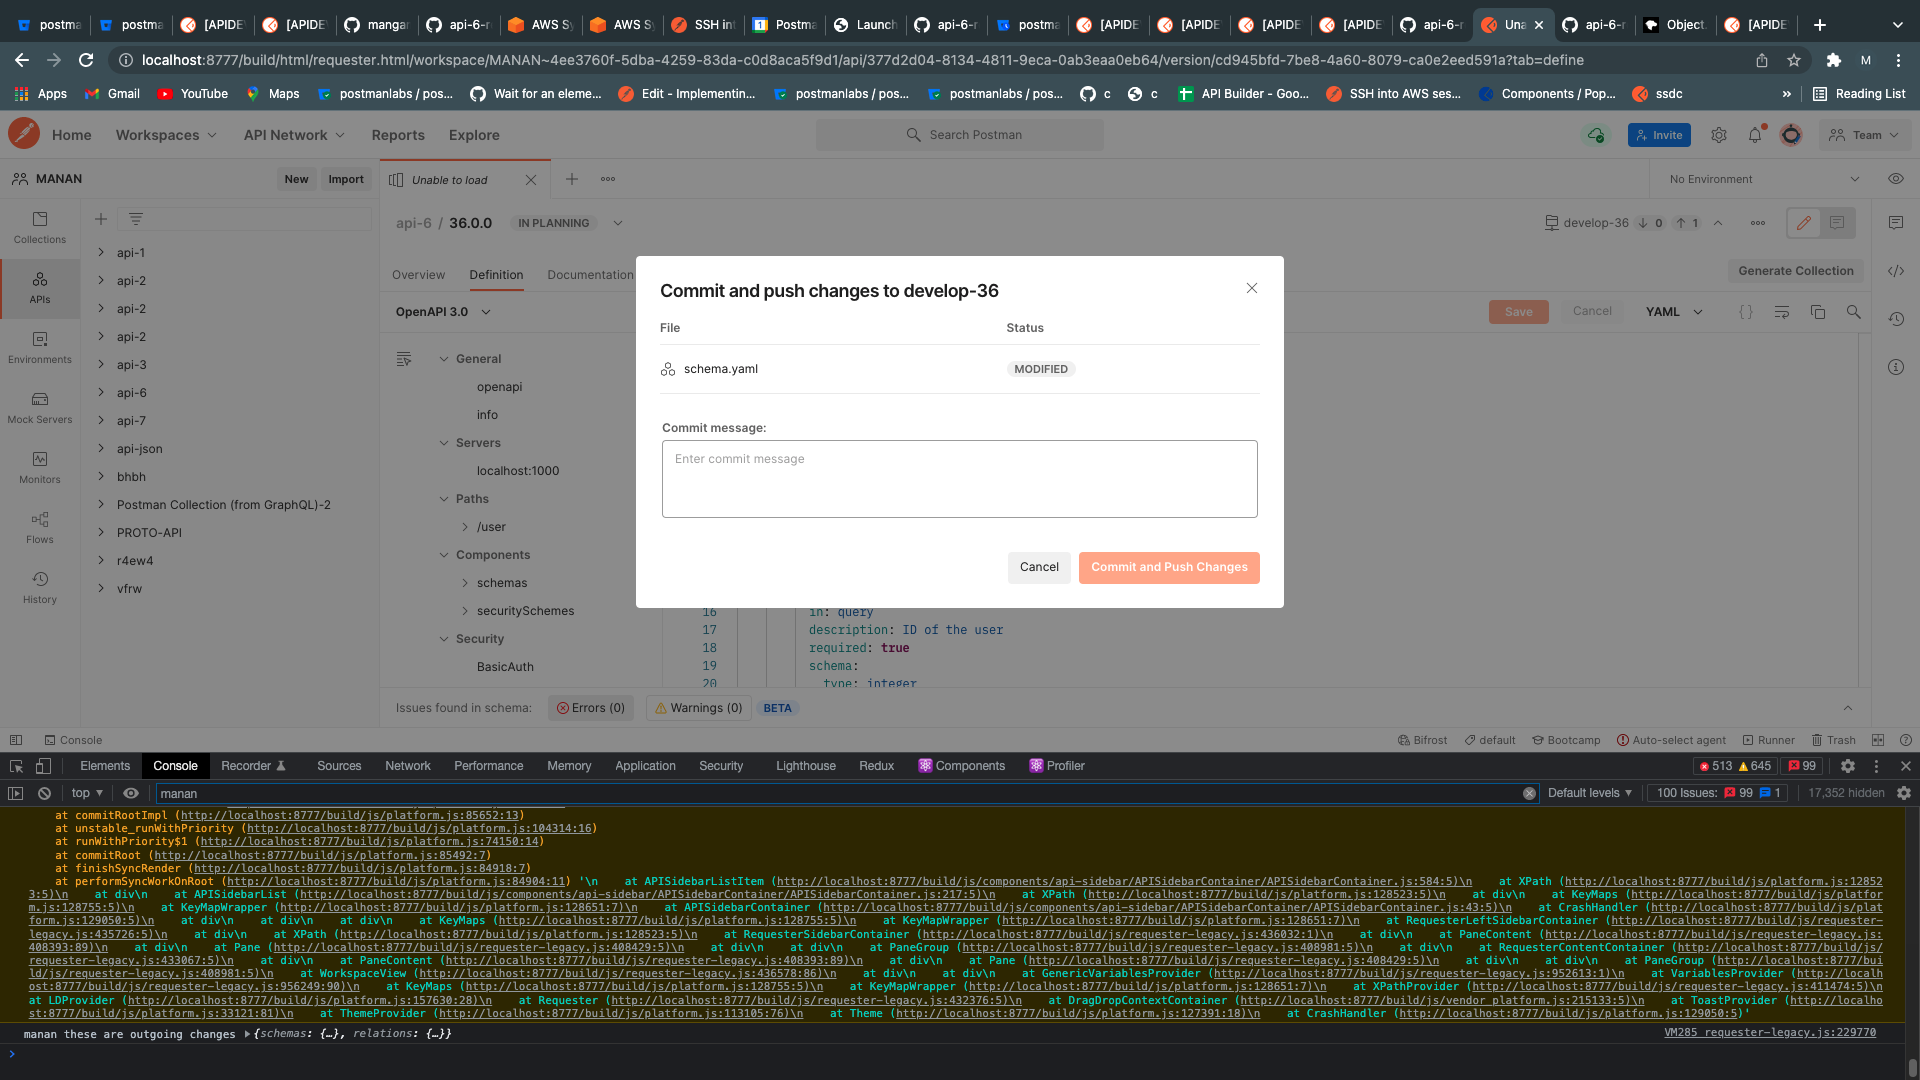 postma
postma
[APIDE
[APIDE
mangar
api-6-r
AWS Sy
AWS Sy
SSH int
Postma
Launch
api-6-r
postma
[APIDE
[APIDE
[APIDE
[APIDE
api-6-r
Una
api-6-r
Object.
[APIDE
localhost:8777/build/html/requester.html/workspace/MANAN~4ee3760f-5dba-4259-83da-c0d8aca5f9d1/api/377d2d04-8134-4811-9eca-0ab3eaa0eb64/version/cd945bfd-7be8-4a60-8079-ca0e2eed591a?tab=define
M
Apps
Gmail
YouTube
Maps
postmanlabs / pos...
Wait for an eleme...
Edit - Implementin...
postmanlabs / pos...
postmanlabs / pos...
c
c
API Builder - Goo...
SSH into AWS ses...
Components / Pop...
ssdc
»
Reading List
Home
Workspaces
API Network
Reports
Explore
Search Postman
Invite
Team
MANAN
New
Import
Unable to load
No Environment
Collections
APIs
Environments
Mock Servers
Monitors
Flows
History
api-1
api-2
api-2
api-2
api-3
api-6
api-7
api-json
bhbh
Postman Collection (from GraphQL)-2
PROTO-API
r4ew4
vfrw
api-6 / 36.0.0 IN PLANNING
develop-36 ↓ 0 ↑ 1
Overview
Definition
Documentation
Generate Collection
OpenAPI 3.0
Save
Cancel
YAML
General
openapi
info
Servers
localhost:1000
Paths
/user
Components
schemas
securitySchemes
Security
BasicAuth
Commit and push changes to develop-36
File Status
schema.yaml MODIFIED
Commit message:
Enter commit message
Cancel
Commit and Push Changes
16 in: query
17 description: ID of the user
18 required: true
19 schema:
20 type: integer
Issues found in schema: Errors (0) Warnings (0) BETA
Console
Bifrost
default
Bootcamp
Auto-select agent
Runner
Trash
Elements
Console
Recorder
Sources
Network
Performance
Memory
Application
Security
Lighthouse
Redux
Components
Profiler
513 645 99
top
manan
Default levels
100 Issues: 99 1
17,352 hidden
at commitRootImpl (http://localhost:8777/build/js/platform.js:85652:13)
at unstable_runWithPriority (http://localhost:8777/build/js/platform.js:104314:16)
at runWithPriority$1 (http://localhost:8777/build/js/platform.js:74150:14)
at commitRoot (http://localhost:8777/build/js/platform.js:85492:7)
at finishSyncRender (http://localhost:8777/build/js/platform.js:84918:7)
at performSyncWorkOnRoot (http://localhost:8777/build/js/platform.js:84904:11) '\n at APISidebarListItem (http://localhost:8777/build/js/components/api-sidebar/APISidebarContainer/APISidebarContainer.js:584:5)\n at XPath (http://localhost:8777/build/js/platform.js:12852
3:5)\n at div\n at APISidebarList (http://localhost:8777/build/js/components/api-sidebar/APISidebarContainer/APISidebarContainer.js:217:5)\n at XPath (http://localhost:8777/build/js/platform.js:128523:5)\n at div\n at KeyMaps (http://localhost:8777/build/js/platfor
m.js:128755:5)\n at KeyMapWrapper (http://localhost:8777/build/js/platform.js:128651:7)\n at APISidebarContainer (http://localhost:8777/build/js/components/api-sidebar/APISidebarContainer/APISidebarContainer.js:43:5)\n at CrashHandler (http://localhost:8777/build/js/plat
form.js:129050:5)\n at div\n at div\n at div\n at KeyMaps (http://localhost:8777/build/js/platform.js:128755:5)\n at KeyMapWrapper (http://localhost:8777/build/js/platform.js:128651:7)\n at RequesterLeftSidebarContainer (http://localhost:8777/build/js/requester-
legacy.js:435726:5)\n at div\n at XPath (http://localhost:8777/build/js/platform.js:128523:5)\n at RequesterSidebarContainer (http://localhost:8777/build/js/requester-legacy.js:436032:1)\n at div\n at PaneContent (http://localhost:8777/build/js/requester-legacy.js:
408393:89)\n at div\n at Pane (http://localhost:8777/build/js/requester-legacy.js:408429:5)\n at div\n at div\n at PaneGroup (http://localhost:8777/build/js/requester-legacy.js:408981:5)\n at div\n at RequesterContentContainer (http://localhost:8777/build/js/
requester-legacy.js:433067:5)\n at div\n at PaneContent (http://localhost:8777/build/js/requester-legacy.js:408393:89)\n at div\n at Pane (http://localhost:8777/build/js/requester-legacy.js:408429:5)\n at div\n at div\n at div\n at PaneGroup (http://localhost:8777/bui
ld/js/requester-legacy.js:408981:5)\n at WorkspaceView (http://localhost:8777/build/js/requester-legacy.js:436578:86)\n at div\n at div\n at GenericVariablesProvider (http://localhost:8777/build/js/requester-legacy.js:952613:1)\n at VariablesProvider (http://localh
ost:8777/build/js/requester-legacy.js:956249:90)\n at KeyMaps (http://localhost:8777/build/js/platform.js:128755:5)\n at KeyMapWrapper (http://localhost:8777/build/js/platform.js:128651:7)\n at XPathProvider (http://localhost:8777/build/js/requester-legacy.js:411474:5)\n
at LDProvider (http://localhost:8777/build/js/platform.js:157630:28)\n at Requester (http://localhost:8777/build/js/requester-legacy.js:432376:5)\n at DragDropContextContainer (http://localhost:8777/build/js/vendor_platform.js:215133:5)\n at ToastProvider (http://localho
st:8777/build/js/platform.js:33121:81)\n at ThemeProvider (http://localhost:8777/build/js/platform.js:113105:76)\n at Theme (http://localhost:8777/build/js/platform.js:127391:18)\n at CrashHandler (http://localhost:8777/build/js/platform.js:129050:5)'
manan these are outgoing changes ▸{schemas: {…}, relations: {…}}
VM285 requester-legacy.js:229770